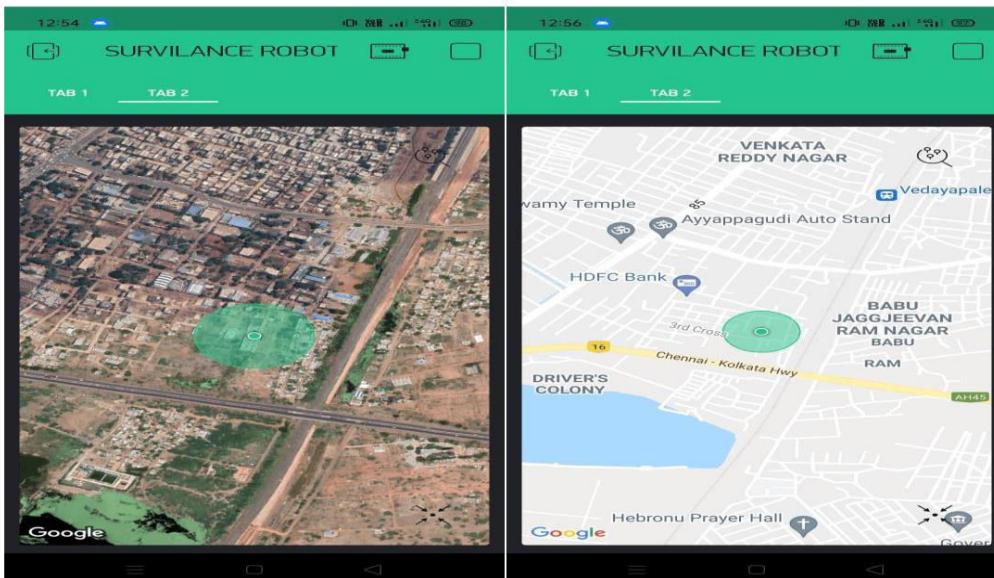 12:54
SURVILANCE ROBOT
TAB 1 TAB 2
Google
12:56
SURVILANCE ROBOT
TAB 1 TAB 2
VENKATA
REDDY NAGAR
Vedayapale
wamy Temple
85
Ayyappagudi Auto Stand
HDFC Bank
BABU
JAGGJEEVAN
RAM NAGAR
BABU
3rd Cross
RAM
16
Chennai - Kolkata Hwy
DRIVER'S
COLONY
AH45
Hebronu Prayer Hall
Google
Gover